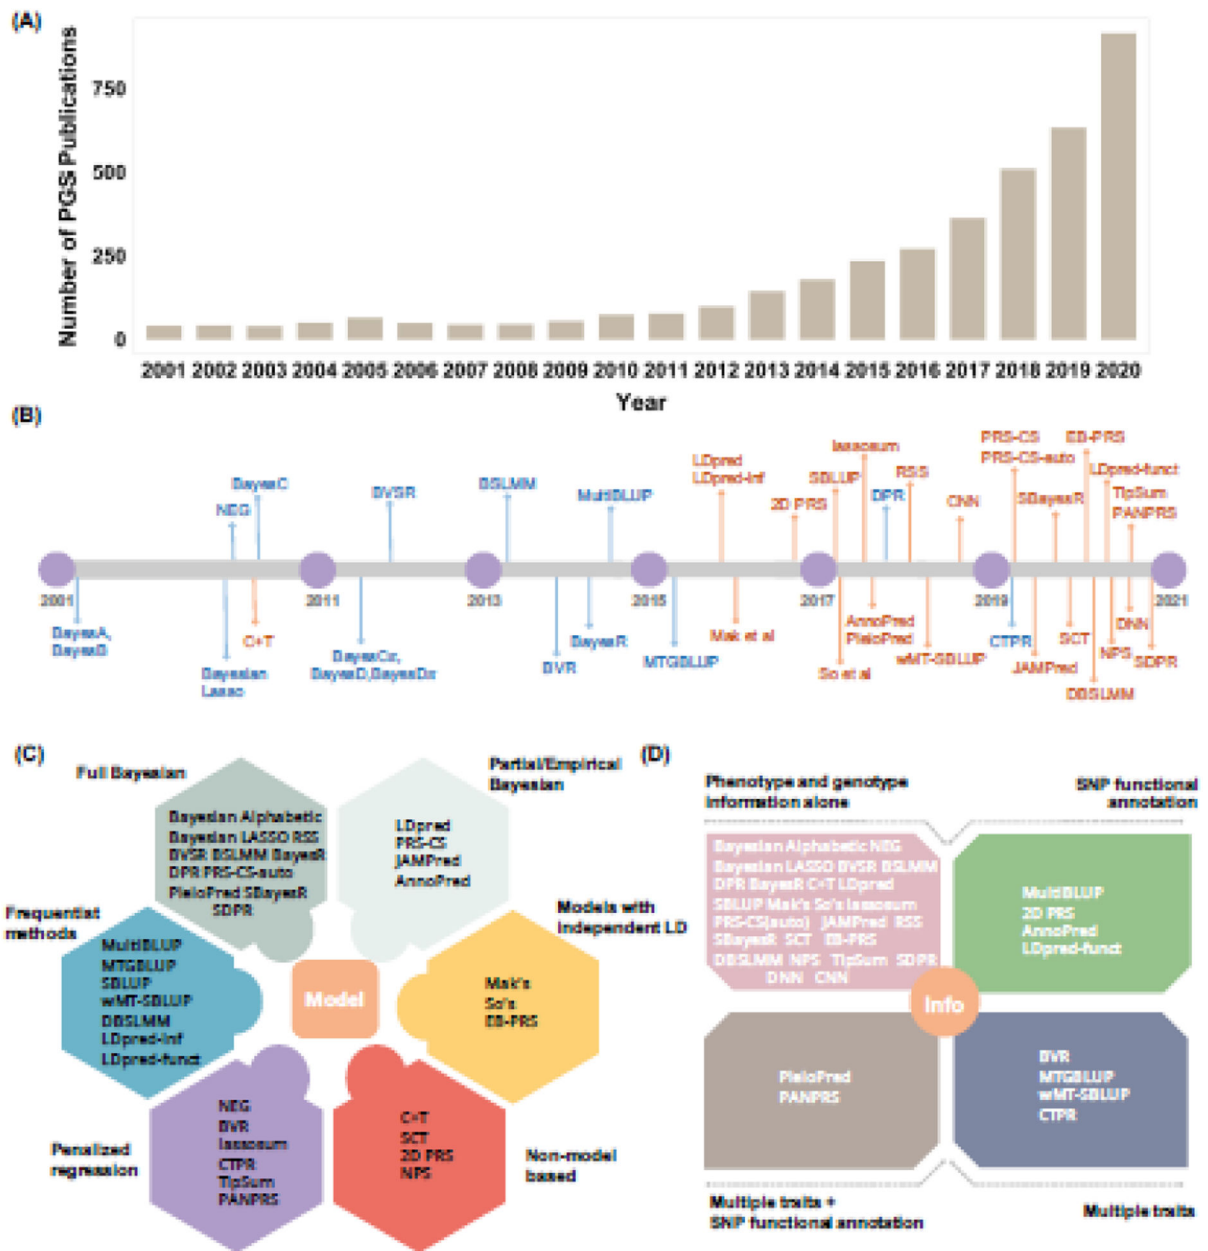 (A)
Number of PGS Publications
750
500
250
0
2001 2002 2003 2004 2005 2006 2007 2008 2009 2010 2011 2012 2013 2014 2015 2016 2017 2018 2019 2020
Year
(B)
BayesC
NEG
BVSR
BSLMM
MultiBLUP
LDpred
LDpred-inf
2D PRS
SBLUP
lassosum
DPR
RSS
CNN
PRS-CS
PRS-CS-auto
SBayesR
EB-PRS
LDpred-funct
TlpSum
PANPRS
2001
2011
2013
2015
2017
2019
2021
BayesA,
BayesB
Bayesian
Lasso
C+T
BayesCπ,
BayesD,BayesDπ
BVR
BayesR
MTGBLUP
Mak et al
So et al
AnnoPred
PleioPred
wMT-SBLUP
CTPR
JAMPred
SCT
DBSLMM
NPS
DNN
SDPR
(C)
Full Bayesian
Bayesian Alphabetic
Bayesian LASSO RSS
BVSR BSLMM BayesR
DPR PRS-CS-auto
PleioPred SBayesR
SDPR
Partial/Empirical
Bayesian
LDpred
PRS-CS
JAMPred
AnnoPred
Frequentist
methods
MultiBLUP
MTGBLUP
SBLUP
wMT-SBLUP
DBSLMM
LDpred-inf
LDpred-funct
Model
Models with
independent LD
Mak's
So's
EB-PRS
Penalized
regression
NEG
BVR
lassosum
CTPR
TlpSum
PANPRS
C+T
SCT
2D PRS
NPS
Non-model
based
(D)
Phenotype and genotype
information alone
SNP functional
annotation
Bayesian Alphabetic NEG
Bayesian LASSO BVSR BSLMM
DPR BayesR C+T LDpred
SBLUP Mak's So's lassosum
PRS-CS(auto) JAMPred RSS
SBayesR SCT EB-PRS
DBSLMM NPS TlpSum SDPR
DNN CNN
MultiBLUP
2D PRS
AnnoPred
LDpred-funct
Info
PleioPred
PANPRS
BVR
MTGBLUP
wMT-SBLUP
CTPR
Multiple traits +
SNP functional annotation
Multiple traits